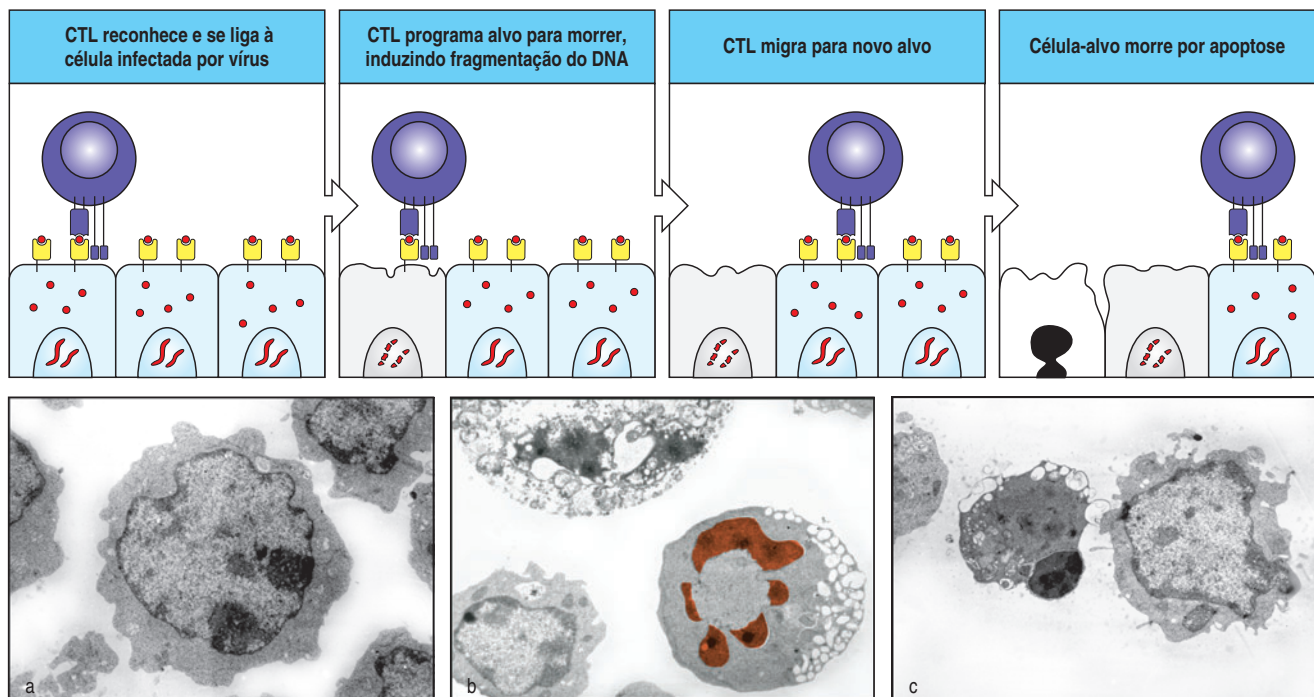 CTL reconhece e se liga à
célula infectada por vírus
CTL programa alvo para morrer,
induzindo fragmentação do DNA
CTL migra para novo alvo
Célula-alvo morre por apoptose
a
b
c